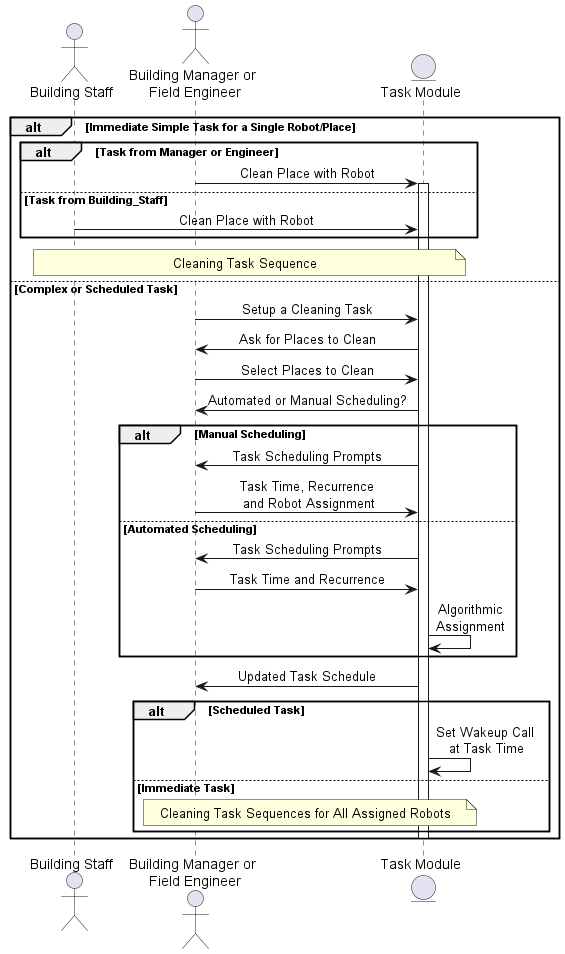 Building Staff
Building Manager or
Field Engineer
Task Module
alt [Immediate Simple Task for a Single Robot/Place]
alt [Task from Manager or Engineer]
Clean Place with Robot
[Task from Building_Staff]
Clean Place with Robot
Cleaning Task Sequence
[Complex or Scheduled Task]
Setup a Cleaning Task
Ask for Places to Clean
Select Places to Clean
Automated or Manual Scheduling?
alt [Manual Scheduling]
Task Scheduling Prompts
Task Time, Recurrence
and Robot Assignment
[Automated Scheduling]
Task Scheduling Prompts
Task Time and Recurrence
Algorithmic
Assignment
Updated Task Schedule
alt [Scheduled Task]
Set Wakeup Call
at Task Time
[Immediate Task]
Cleaning Task Sequences for All Assigned Robots
Building Staff
Building Manager or
Field Engineer
Task Module